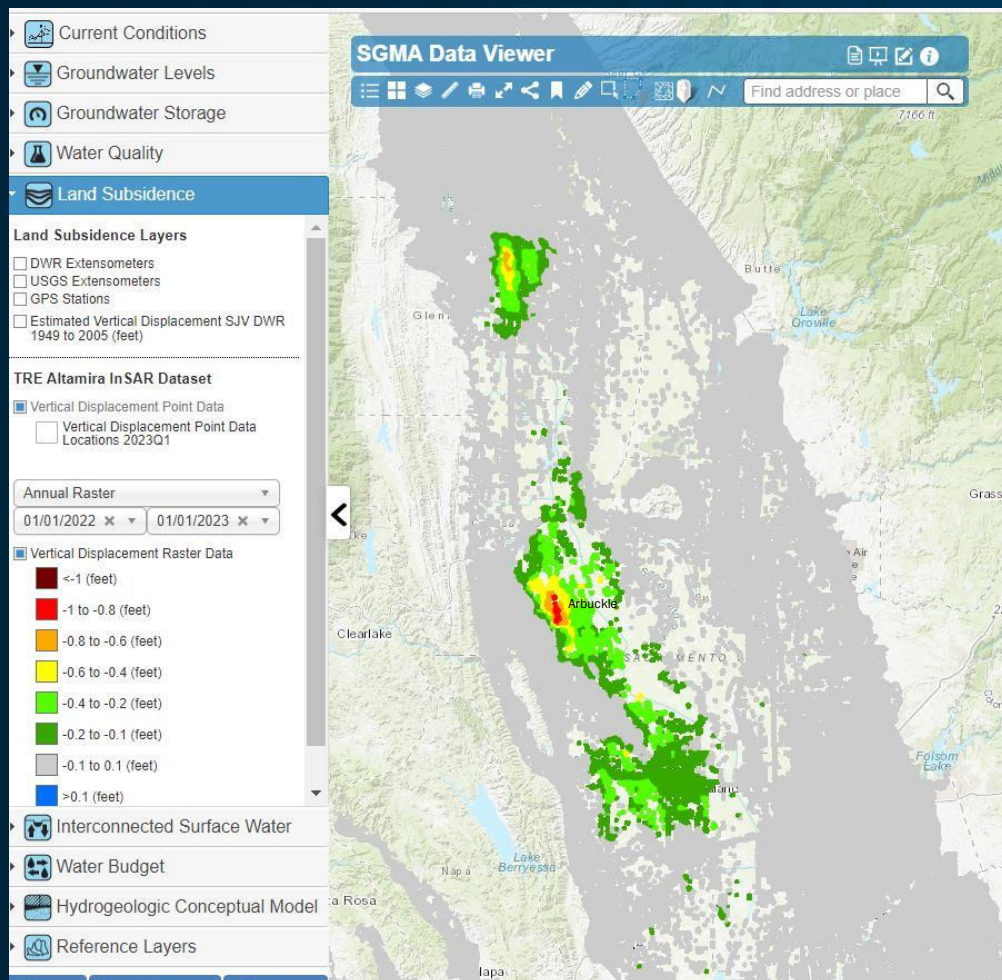 Current Conditions
Groundwater Levels
Groundwater Storage
Water Quality
Land Subsidence
Land Subsidence Layers
DWR Extensometers
USGS Extensometers
GPS Stations
Estimated Vertical Displacement SJV DWR
1949 to 2005 (feet)
TRE Altamira InSAR Dataset
Vertical Displacement Point Data
Vertical Displacement Point Data
Locations 2023Q1
Annual Raster
01/01/2022 01/01/2023
Vertical Displacement Raster Data
<-1 (feet)
-1 to -0.8 (feet)
-0.8 to -0.6 (feet)
-0.6 to -0.4 (feet)
-0.4 to -0.2 (feet)
-0.2 to -0.1 (feet)
-0.1 to 0.1 (feet)
>0.1 (feet)
Interconnected Surface Water
Water Budget
Hydrogeologic Conceptual Model
Reference Layers
SGMA Data Viewer
Find address or place
7166 ft
Butte
Lake
Oroville
Glen
Grass
Air
Arbuckle
Clearlake
MENTO
Folsom
Lake
Lake
Berryessa
Napa
a Rosa
lapa